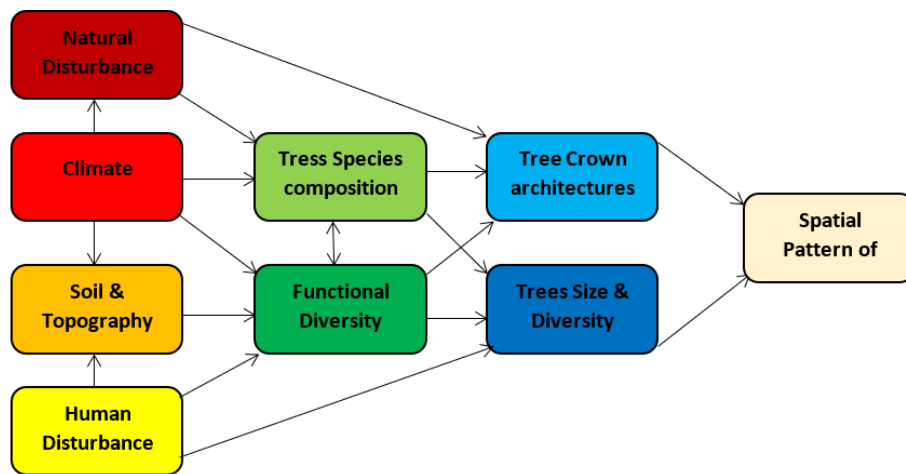 Natural
Disturbance
Climate
Tress Species
composition
Tree Crown
architectures
Spatial
Pattern of
Soil &
Topography
Functional
Diversity
Trees Size &
Diversity
Human
Disturbance